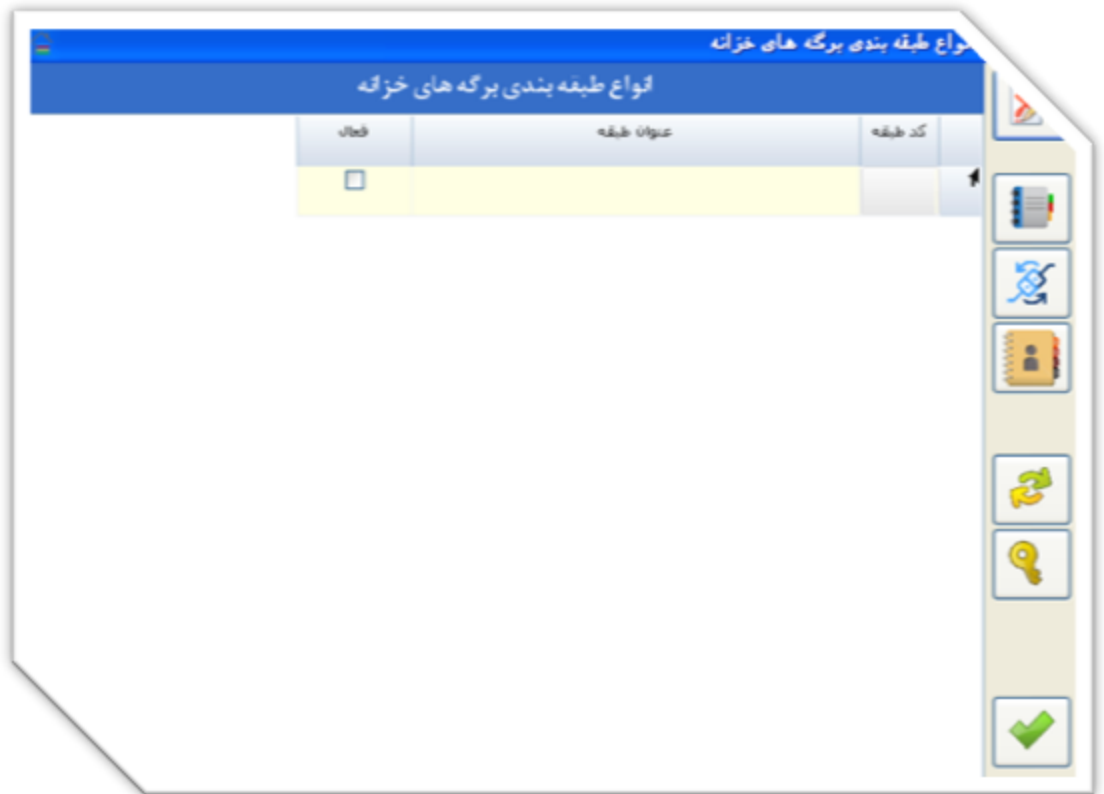 انواع طبقه بندی برگه های خزانه
انواع طبقه بندی برگه های خزانه
کد طبقه
عنوان طبقه
فعال